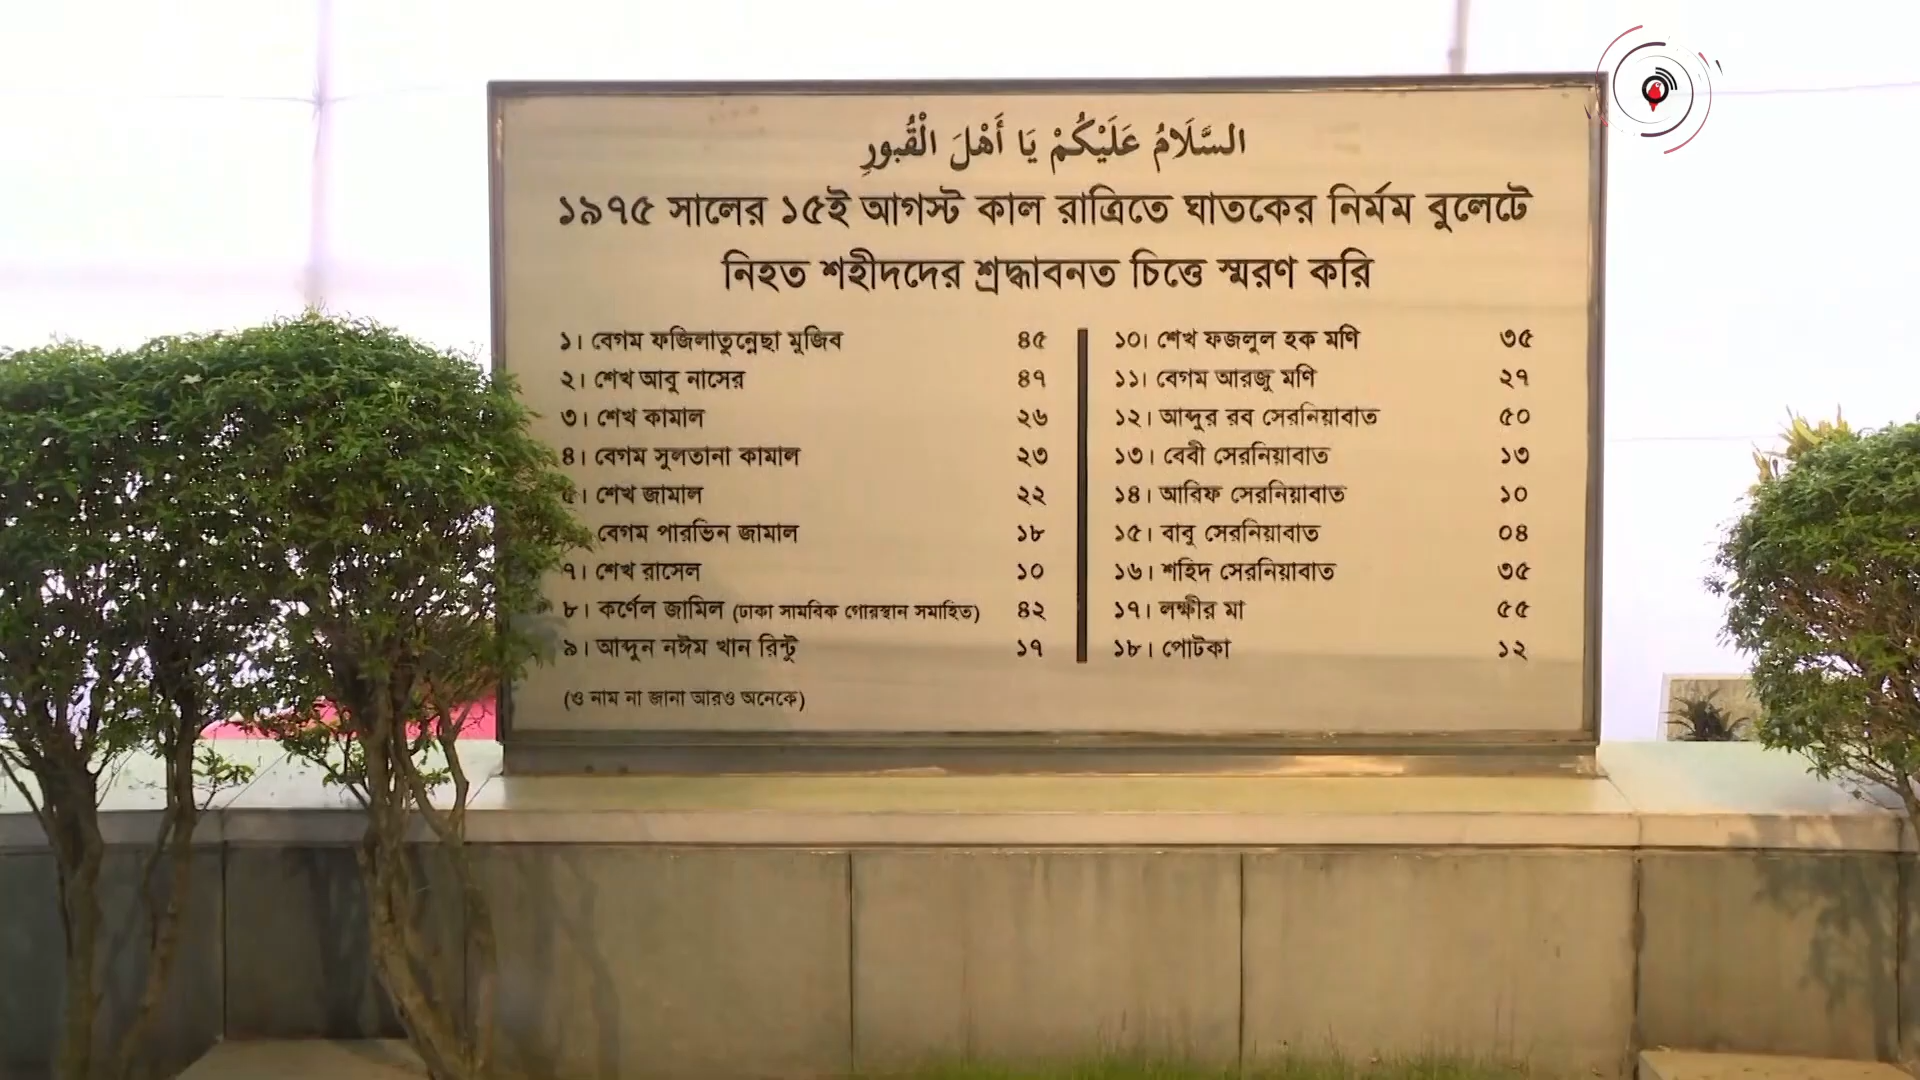 السَّلَامُ عَلَيْكُمْ يَا أَهْلَ الْقُبُورِ
১৯৭৫ সালের ১৫ই আগস্ট কাল রাত্রিতে ঘাতকের নির্মম বুলেটে
নিহত শহীদদের শ্রদ্ধাবনত চিত্তে স্মরণ করি
১। বেগম ফজিলাতুন্নেছা মুজিব ৪৫
২। শেখ আবু নাসের ৪৭
৩। শেখ কামাল ২৬
৪। বেগম সুলতানা কামাল ২৩
৫। শেখ জামাল ২২
বেগম পারভিন জামাল ১৮
৭। শেখ রাসেল ১০
৮। কর্ণেল জামিল (ঢাকা সামরিক গোরস্থান সমাহিত) ৪২
৯। আব্দুন নঈম খান রিন্টু ১৭
(ও নাম না জানা আরও অনেকে)
১০। শেখ ফজলুল হক মণি ৩৫
১১। বেগম আরজু মণি ২৭
১২। আব্দুর রব সেরনিয়াবাত ৫০
১৩। বেবী সেরনিয়াবাত ১৩
১৪। আরিফ সেরনিয়াবাত ১০
১৫। বাবু সেরনিয়াবাত ০৪
১৬। শহিদ সেরনিয়াবাত ৩৫
১৭। লক্ষীর মা ৫৫
১৮। পোটকা ১২